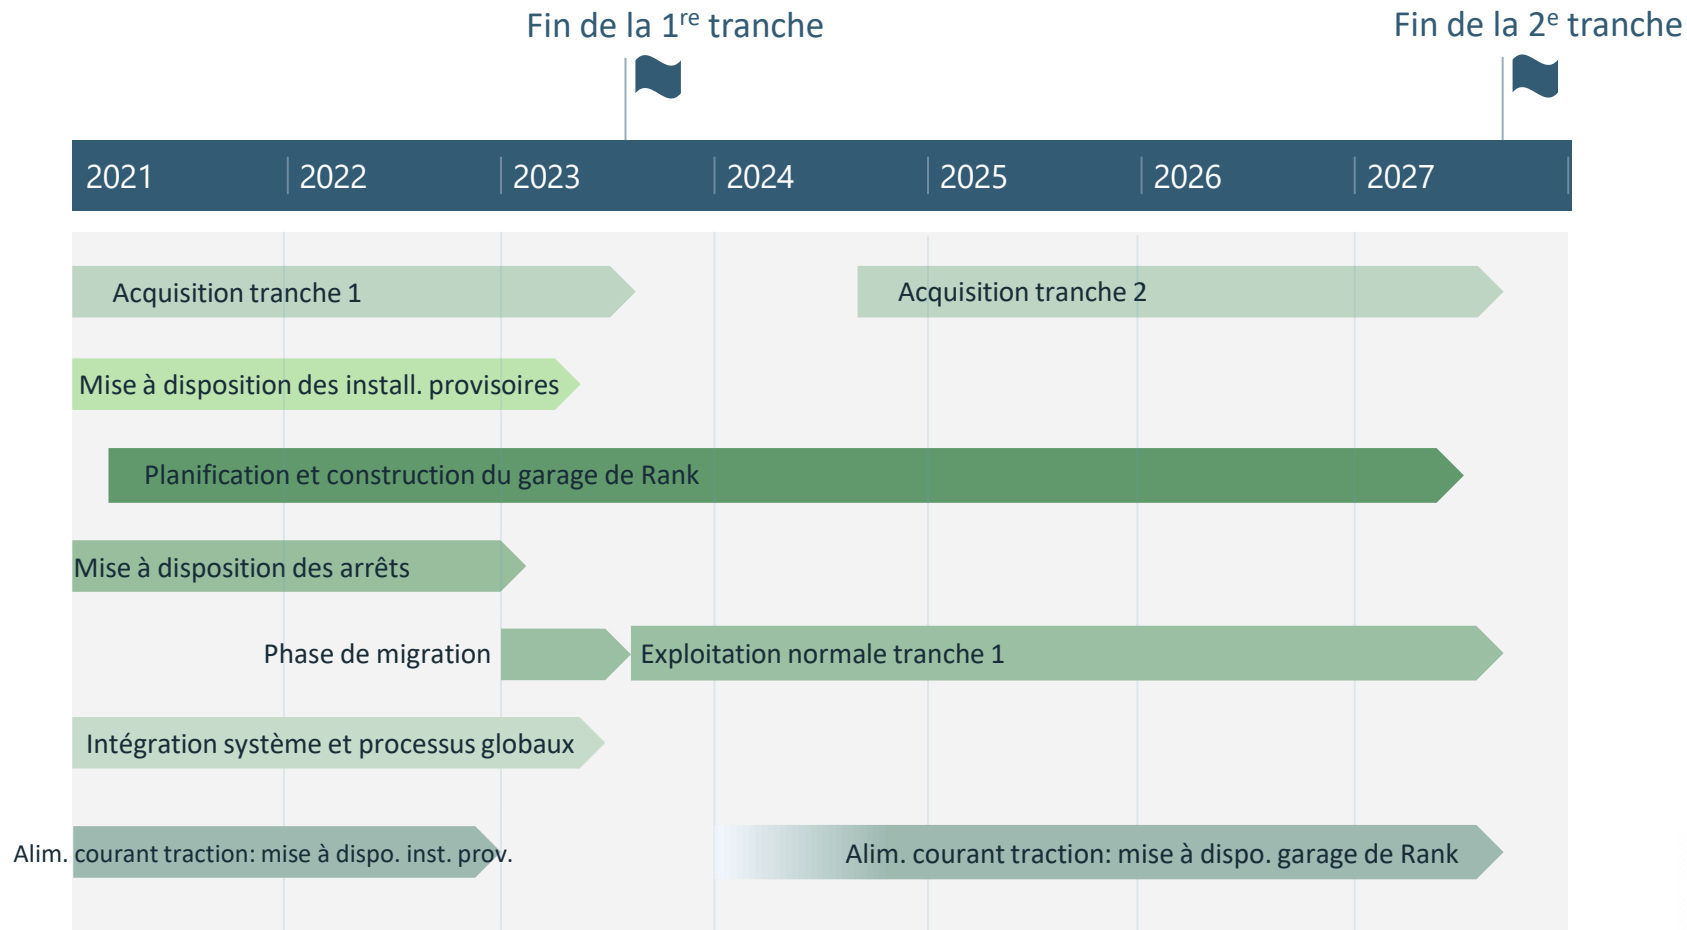 Fin de la 1re tranche
Fin de la 2e tranche
2021
2022
2023
2024
2025
2026
2027
Acquisition tranche 1
Acquisition tranche 2
Mise à disposition des install. provisoires
Planification et construction du garage de Rank
Mise à disposition des arrêts
Phase de migration
Exploitation normale tranche 1
Intégration système et processus globaux
Alim. courant traction: mise à dispo. inst. prov.
Alim. courant traction: mise à dispo. garage de Rank